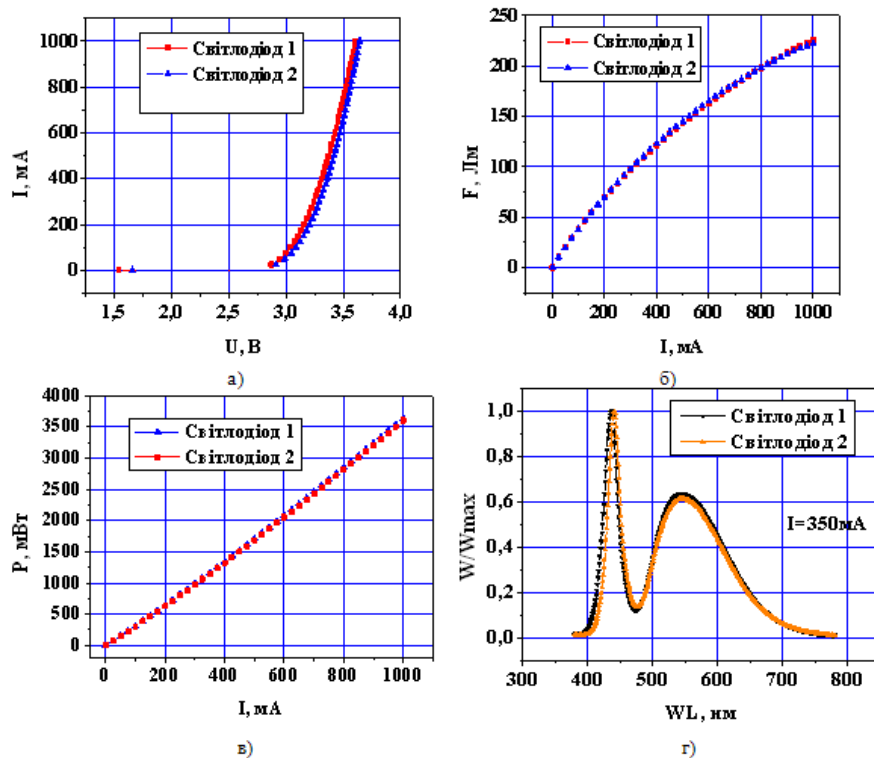 1000
800
600
400
200
0
I, мА
Світлодіод 1
Світлодіод 2
1,5 2,0 2,5 3,0 3,5 4,0
U, В
а)
250
200
150
100
50
0
F, Лм
Світлодіод 1
Світлодіод 2
0 200 400 600 800 1000
I, мА
б)
4000
3500
3000
2500
2000
1500
1000
500
0
P, мВт
Світлодіод 1
Світлодіод 2
0 200 400 600 800 1000
I, мА
в)
1,0
0,8
0,6
0,4
0,2
0,0
W/Wmax
Світлодіод 1
Світлодіод 2
I=350мА
300 400 500 600 700 800
WL, нм
г)